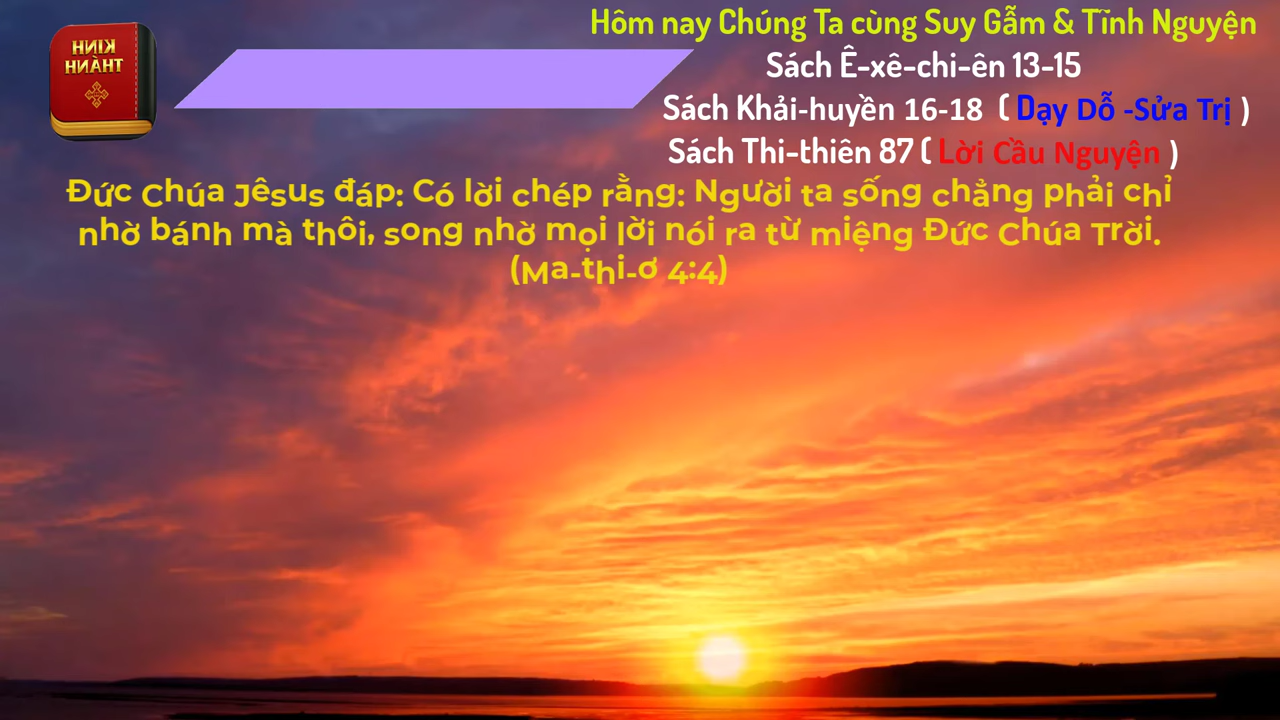 Hôm nay Chúng Ta cùng Suy Gẫm & Tĩnh Nguyện
KINH
THÁNH
Sách Ê-xê-chi-ên 13-15
Sách Khải-huyền 16-18 ( Dạy Dỗ -Sửa Trị )
Sách Thi-thiên 87 ( Lời Cầu Nguyện )
Đức Chúa Jêsus đáp: Có lời chép rằng: Người ta sống chẳng phải chỉ
nhờ bánh mà thôi, song nhờ mọi lời nói ra từ miệng Đức Chúa Trời.
(Ma-thi-ơ 4:4)